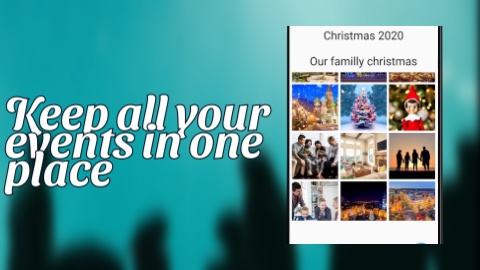 Keep all your
events in one
place
Christmas 2020
Our familly christmas